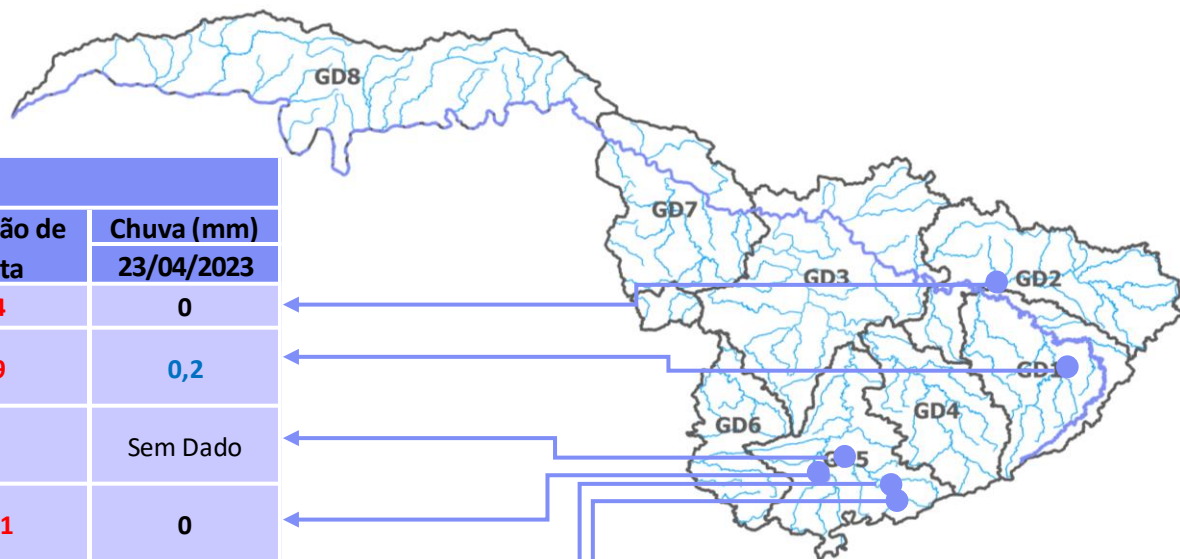 GD8
GD7
GD3
GD2
GD1
GD4
GD6
ão de
ta
Chuva (mm)
23/04/2023
4
0
9
0,2
Sem Dado
1
0